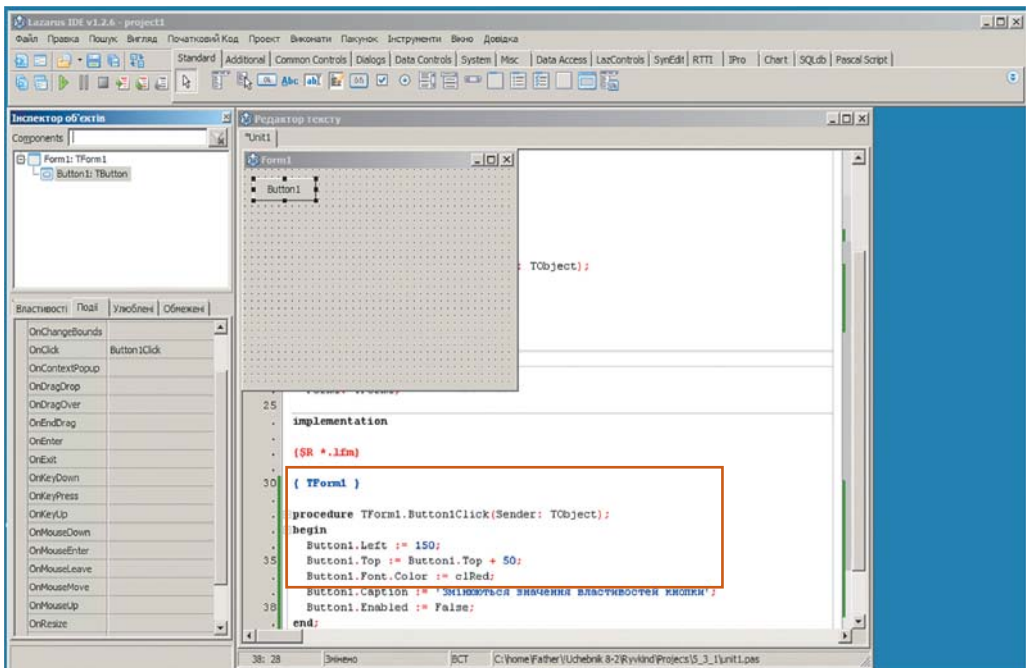 Lazarus IDE v1.2.6 - project1
Файл Правка Пошук Вигляд Початковий Код Проект Виконати Пакунок Інструменти Вікно Довідка
Standard Additional Common Controls Dialogs Data Controls System Misc Data Access LazControls SynEdit RTTI IPro Chart SQLdb Pascal Script
Abc abI
Інспектор об'єктів
Components
Form1: TForm1
Button1: TButton
Властивості Події Улюблені Обмежені
OnChangeBounds
OnClick Button1Click
OnContextPopup
OnDragDrop
OnDragOver
OnEndDrag
OnEnter
OnExit
OnKeyDown
OnKeyPress
OnKeyUp
OnMouseDown
OnMouseEnter
OnMouseLeave
OnMouseMove
OnMouseUp
OnResize
Редактор тексту
*Unit1
Form1
Button1
: TObject);
25
implementation
{$R *.lfm}
30 { TForm1 }
procedure TForm1.Button1Click(Sender: TObject);
begin
Button1.Left := 150;
35 Button1.Top := Button1.Top + 50;
Button1.Font.Color := clRed;
Button1.Caption := 'Змінюються значення властивостей кнопки';
38 Button1.Enabled := False;
end;
38: 28 Змінено ВСТ C:\home\Father\Uchebnik 8-2\Ryvkind\Projecs\5_3_1\unit1.pas